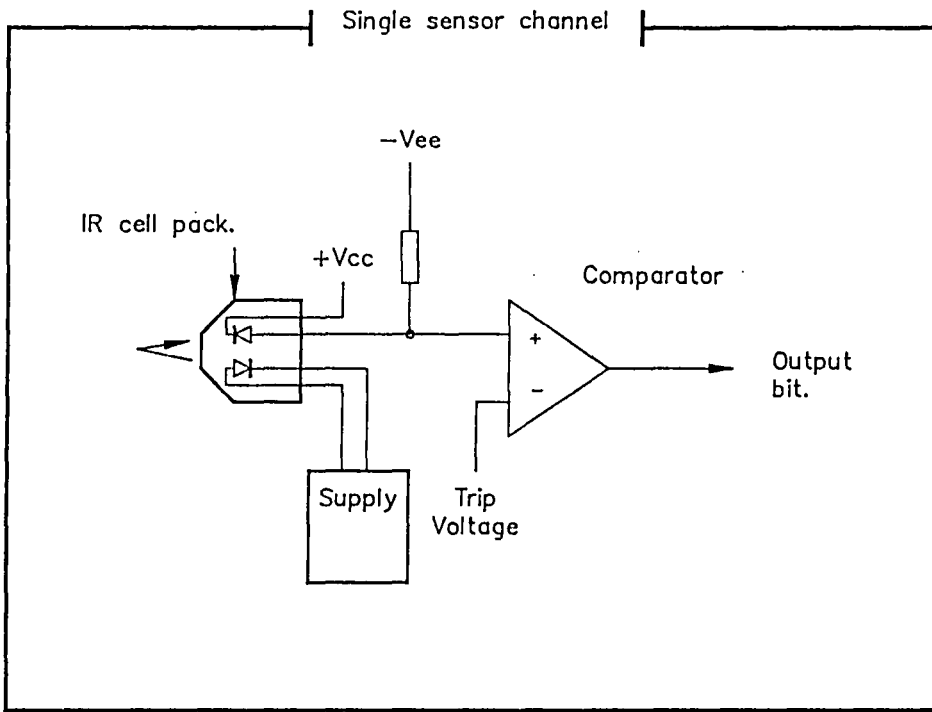 Single sensor channel
−Vee
IR cell pack.
+Vcc
Comparator
+
−
Output
bit.
Supply
Trip
Voltage